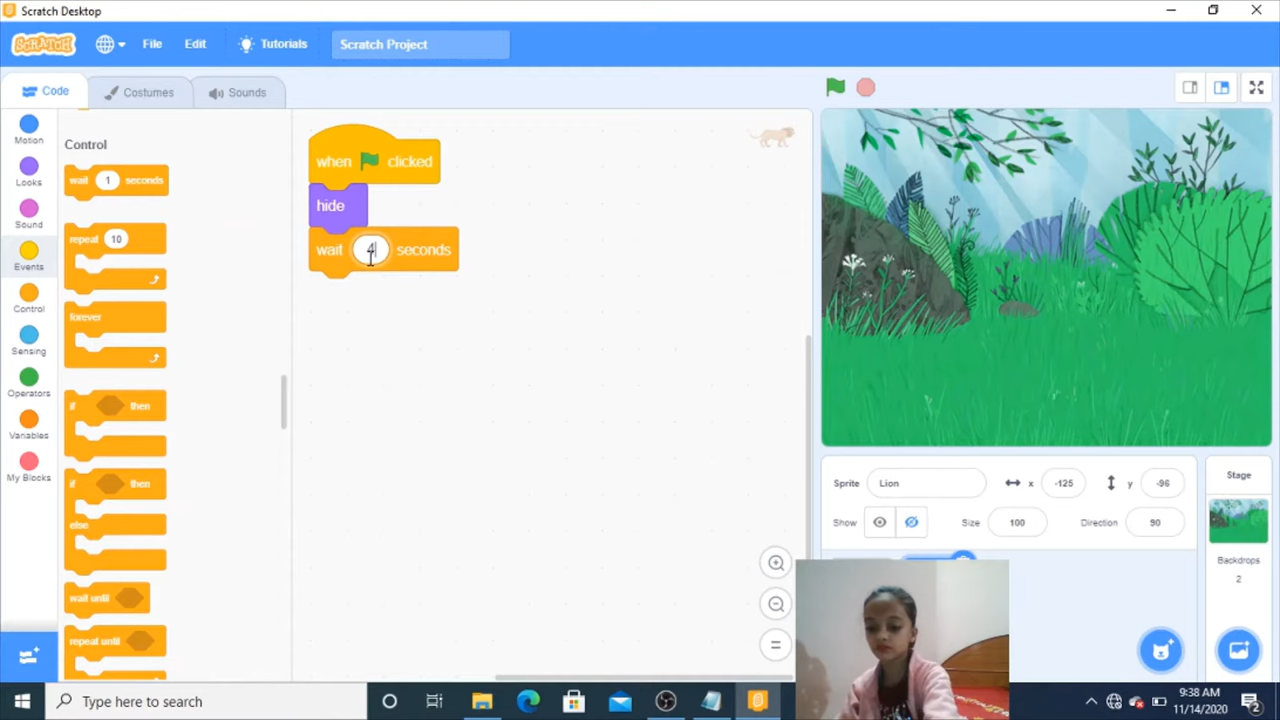 Scratch Desktop
SCRATCH
File
Edit
Tutorials
Scratch Project
Code
Costumes
Sounds
Motion
Looks
Sound
Events
Control
Sensing
Operators
Variables
My Blocks
Control
wait 1 seconds
repeat 10
forever
if then
if then
else
wait until
repeat until
when clicked
hide
wait 4 seconds
Sprite Lion x -125 y -96
Show Size 100 Direction 90
Stage
Backdrops
2
Type here to search
9:38 AM
11/14/2020
2